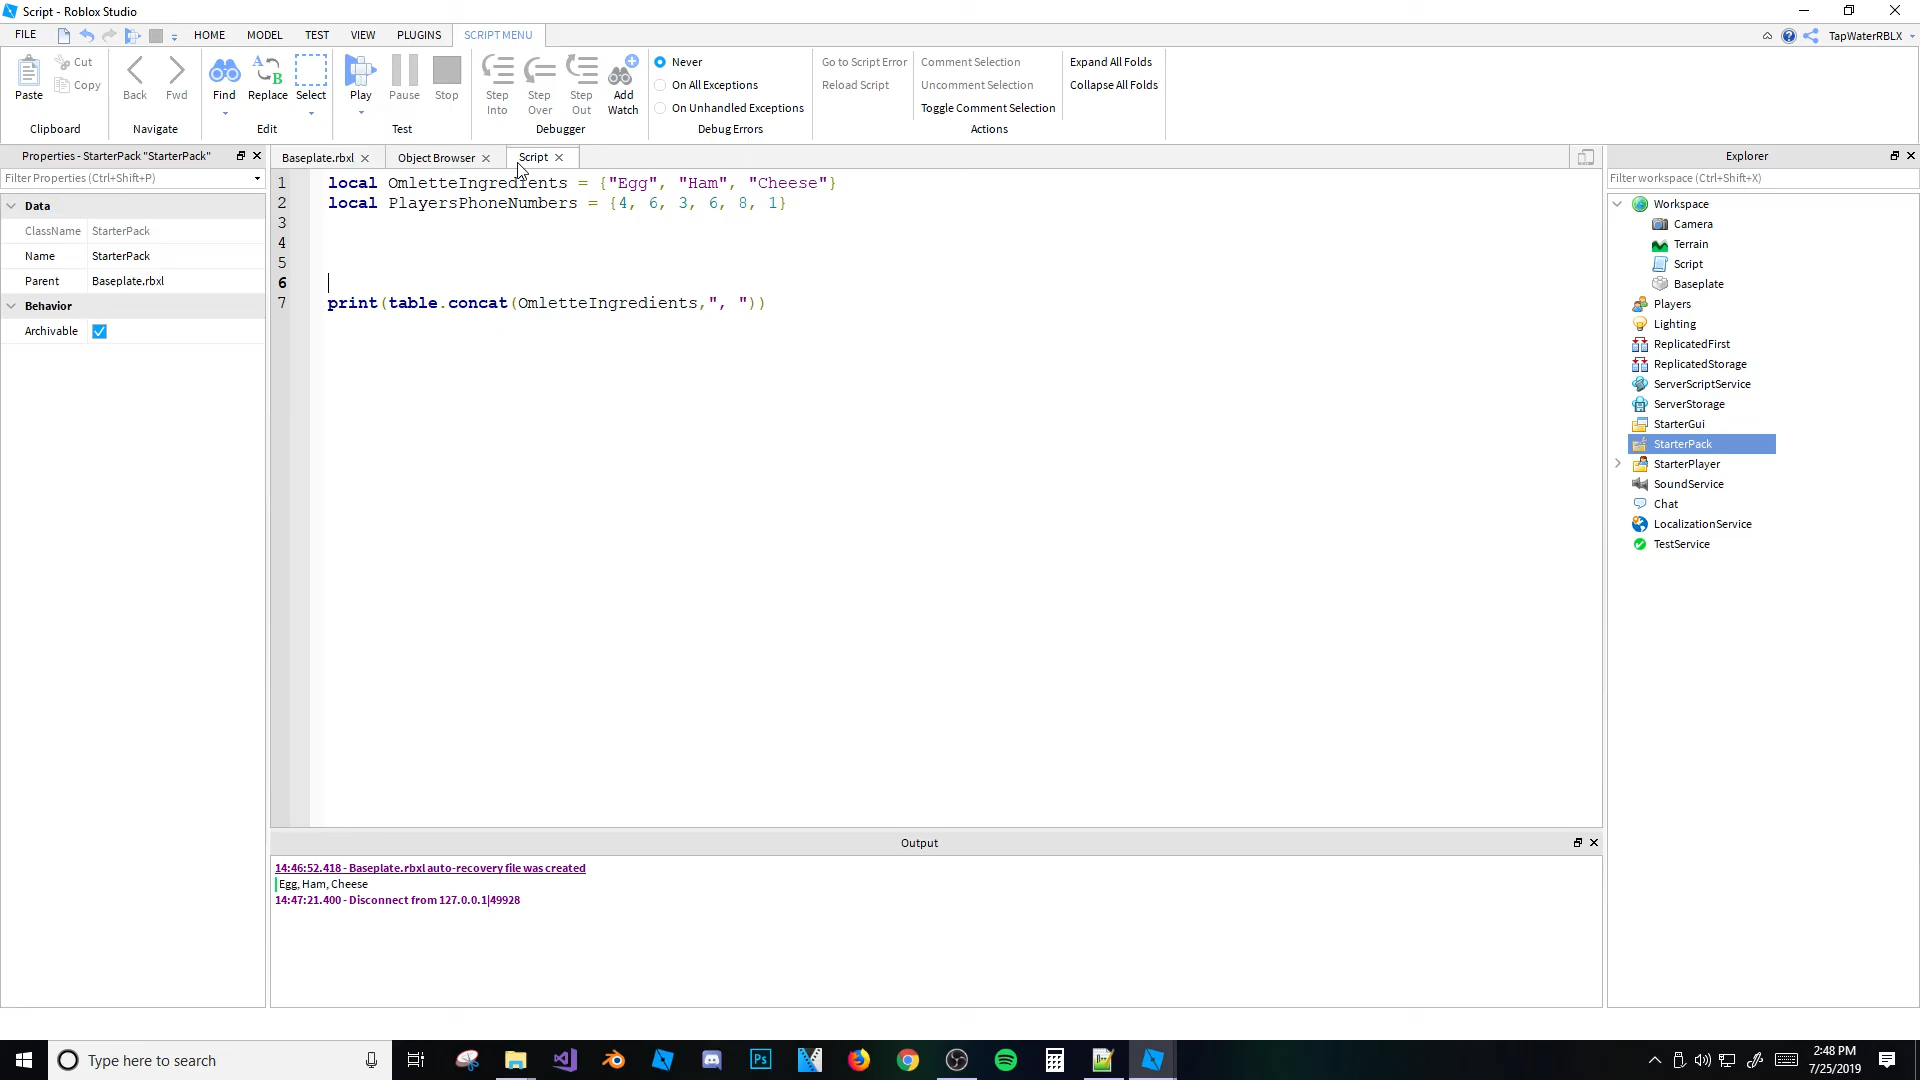 Script - Roblox Studio
FILE HOME MODEL TEST VIEW PLUGINS SCRIPT MENU TapWaterRBLX
Paste Cut Copy Back Fwd Find Replace Select Play Pause Stop Step Into Step Over Step Out Add Watch
Never
On All Exceptions
On Unhandled Exceptions
Go to Script Error
Reload Script
Comment Selection
Uncomment Selection
Toggle Comment Selection
Expand All Folds
Collapse All Folds
Clipboard Navigate Edit Test Debugger Debug Errors Actions
Properties - StarterPack "StarterPack"
Filter Properties (Ctrl+Shift+P)
Data
ClassName StarterPack
Name StarterPack
Parent Baseplate.rbxl
Behavior
Archivable
Baseplate.rbxl Object Browser Script
1 local OmletteIngredients = {"Egg", "Ham", "Cheese"}
2 local PlayersPhoneNumbers = {4, 6, 3, 6, 8, 1}
3
4
5
6
7 print(table.concat(OmletteIngredients,", "))
Output
14:46:52.418 - Baseplate.rbxl auto-recovery file was created
Egg, Ham, Cheese
14:47:21.400 - Disconnect from 127.0.0.1|49928
Explorer
Filter workspace (Ctrl+Shift+X)
Workspace
Camera
Terrain
Script
Baseplate
Players
Lighting
ReplicatedFirst
ReplicatedStorage
ServerScriptService
ServerStorage
StarterGui
StarterPack
StarterPlayer
SoundService
Chat
LocalizationService
TestService
Type here to search
Ps
2:48 PM
7/25/2019